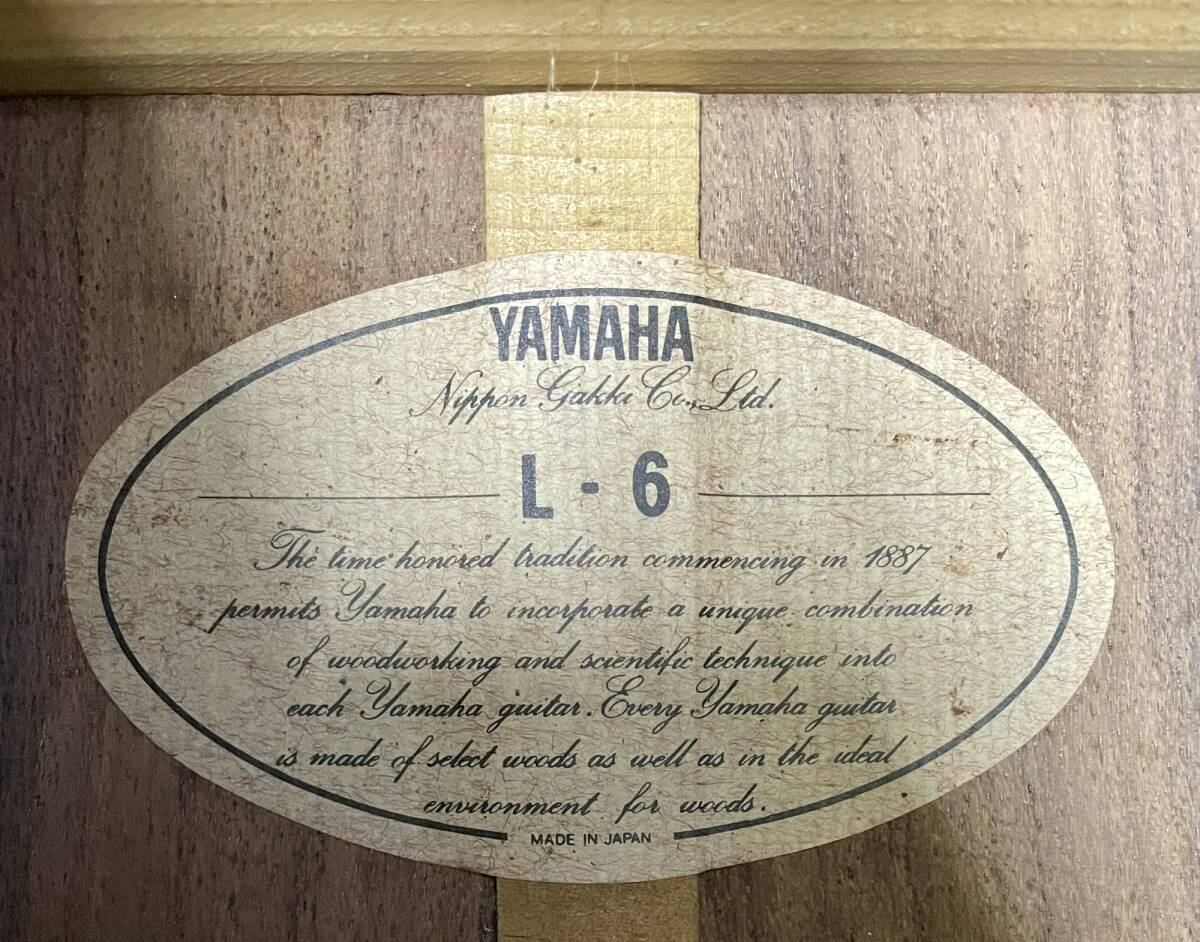 YAMAHA
Nippon Gakki Co., Ltd.
L - 6
The time honored tradition commencing in 1887
permits Yamaha to incorporate a unique combination
of woodworking and scientific technique into
each Yamaha guitar. Every Yamaha guitar
is made of select woods as well as in the ideal
environment for woods.
MADE IN JAPAN